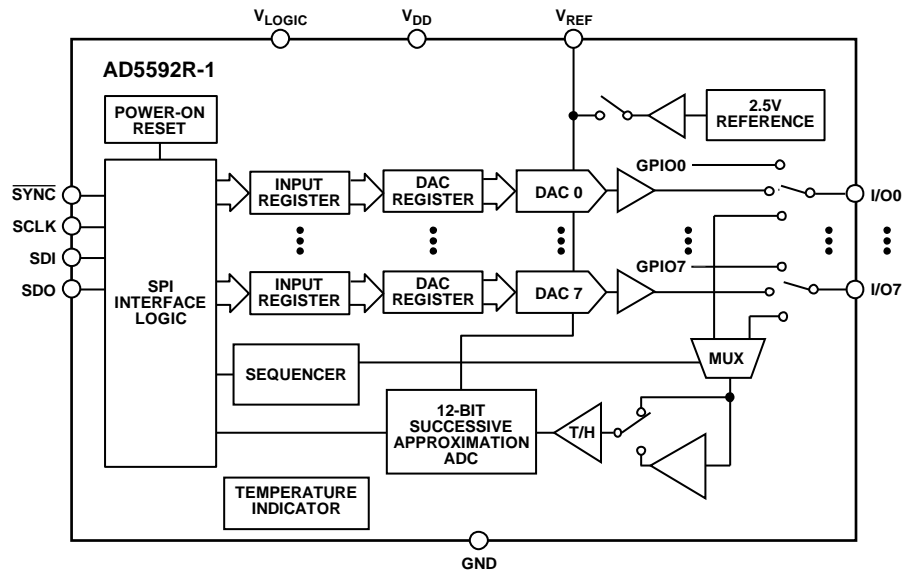 VLOGIC
VDD
VREF
AD5592R-1
POWER-ON
RESET
2.5V
REFERENCE
SYNC
SCLK
SDI
SDO
SPI
INTERFACE
LOGIC
INPUT
REGISTER
DAC
REGISTER
DAC 0
GPIO0
I/O0
INPUT
REGISTER
DAC
REGISTER
DAC 7
GPIO7
I/O7
SEQUENCER
MUX
12-BIT
SUCCESSIVE
APPROXIMATION
ADC
T/H
TEMPERATURE
INDICATOR
GND